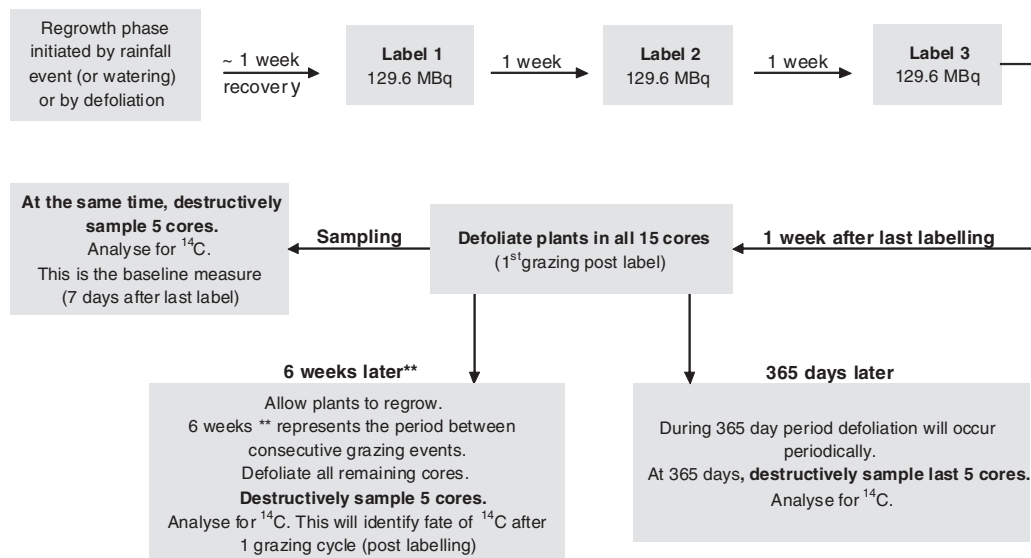 Regrowth phase
initiated by rainfall
event (or watering)
or by defoliation
~ 1 week
recovery
Label 1
129.6 MBq
1 week
Label 2
129.6 MBq
1 week
Label 3
129.6 MBq
1 week after last labelling
Defoliate plants in all 15 cores
(1st grazing post label)
Sampling
At the same time, destructively
sample 5 cores.
Analyse for 14C.
This is the baseline measure
(7 days after last label)
6 weeks later**
Allow plants to regrow.
6 weeks ** represents the period between
consecutive grazing events.
Defoliate all remaining cores.
Destructively sample 5 cores.
Analyse for 14C. This will identify fate of 14C after
1 grazing cycle (post labelling)
365 days later
During 365 day period defoliation will occur
periodically.
At 365 days, destructively sample last 5 cores.
Analyse for 14C.